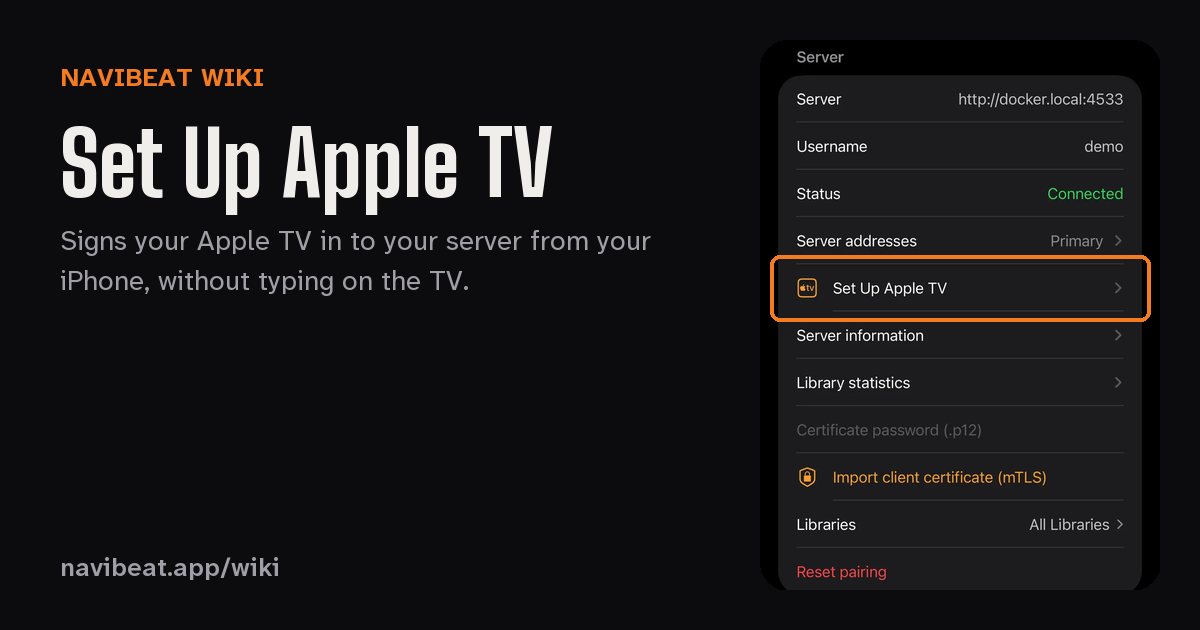 NAVIBEAT WIKI
Set Up Apple TV
Signs your Apple TV in to your server from your
iPhone, without typing on the TV.
navibeat.app/wiki
Server
Server http://docker.local:4533
Username demo
Status Connected
Server addresses Primary
tv Set Up Apple TV
Server information
Library statistics
Certificate password (.p12)
Import client certificate (mTLS)
Libraries All Libraries
Reset pairing